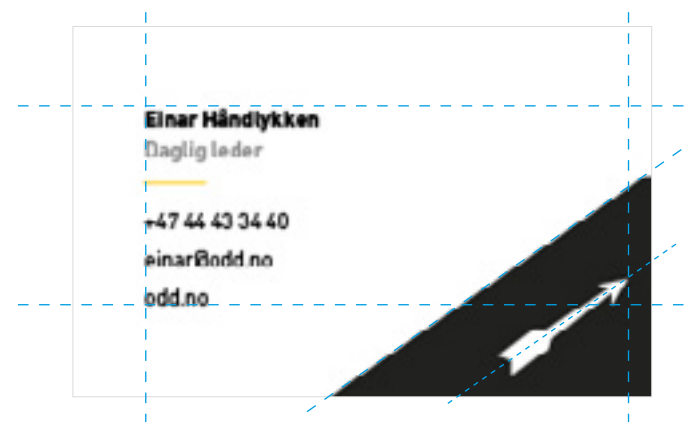 Einar Håndlykken
Daglig leder
+47 44 43 34 40
einar@odd.no
odd.no